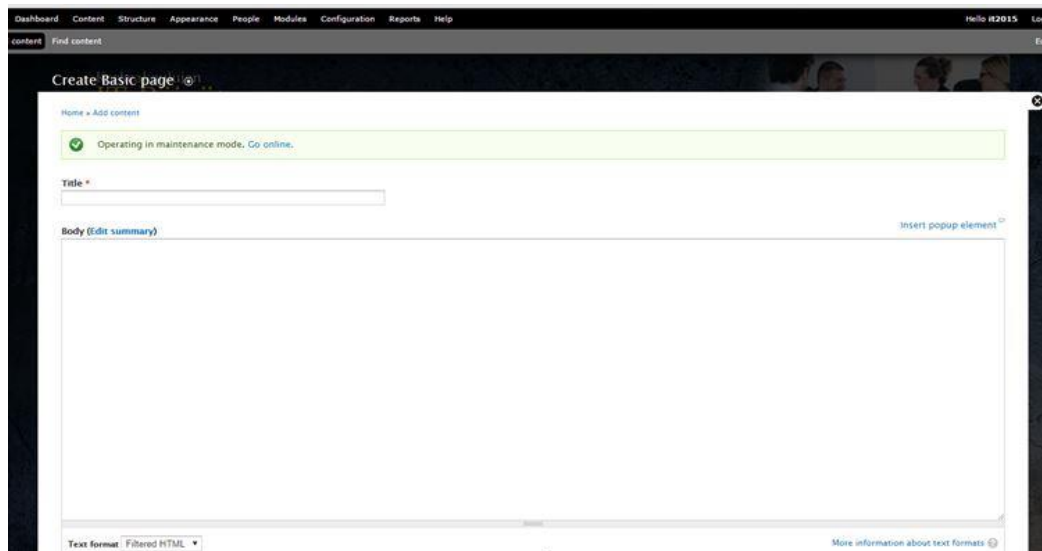 Dashboard Content Structure Appearance People Modules Configuration Reports Help Hello it2015
content Find content
Create Basic page
Home » Add content
Operating in maintenance mode. Go online.
Title *
Body (Edit summary) Insert popup element
Text format Filtered HTML More information about text formats